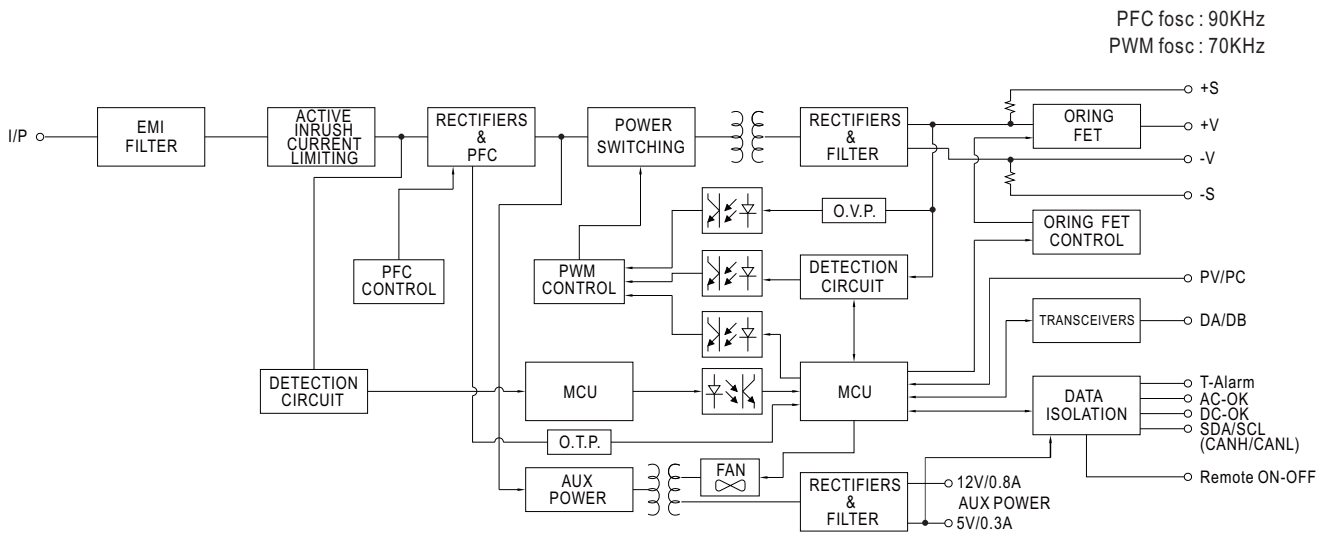 PFC fosc : 90KHz
PWM fosc : 70KHz
I/P
EMI
FILTER
ACTIVE
INRUSH
CURRENT
LIMITING
RECTIFIERS
&
PFC
POWER
SWITCHING
RECTIFIERS
&
FILTER
ORING
FET
+S
+V
-V
-S
O.V.P.
ORING FET
CONTROL
PFC
CONTROL
PWM
CONTROL
DETECTION
CIRCUIT
PV/PC
TRANSCEIVERS
DA/DB
DETECTION
CIRCUIT
MCU
MCU
DATA
ISOLATION
T-Alarm
AC-OK
DC-OK
SDA/SCL
(CANH/CANL)
O.T.P.
Remote ON-OFF
AUX
POWER
FAN
RECTIFIERS
&
FILTER
12V/0.8A
AUX POWER
5V/0.3A